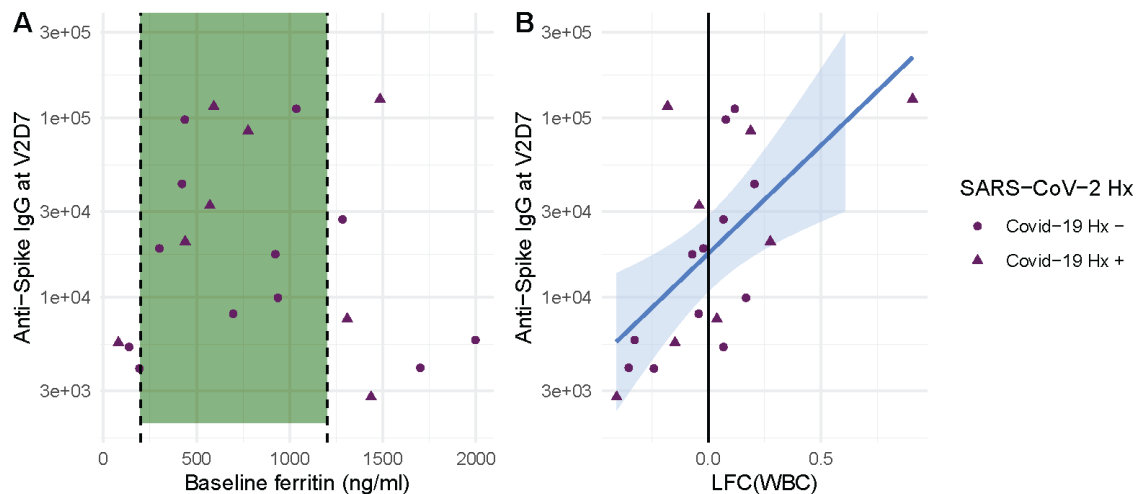 A
Anti−Spike IgG at V2D7
3e+05
1e+05
3e+04
1e+04
3e+03
0
500
1000
1500
2000
Baseline ferritin (ng/ml)
B
Anti−Spike IgG at V2D7
3e+05
1e+05
3e+04
1e+04
3e+03
0.0
0.5
LFC(WBC)
SARS−CoV−2 Hx
Covid−19 Hx −
Covid−19 Hx +